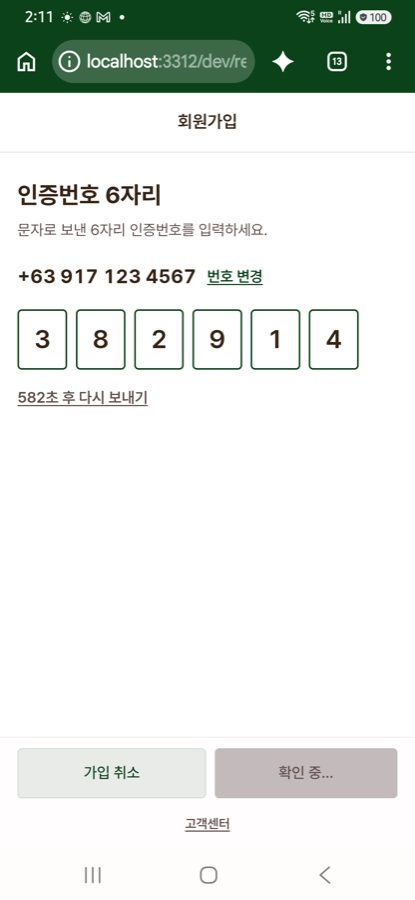 2:11
100
localhost:3312/dev/re
13
회원가입
인증번호 6자리
문자로 보낸 6자리 인증번호를 입력하세요.
+63 917 123 4567 번호 변경
3 8 2 9 1 4
582초 후 다시 보내기
가입 취소 확인 중...
고객센터